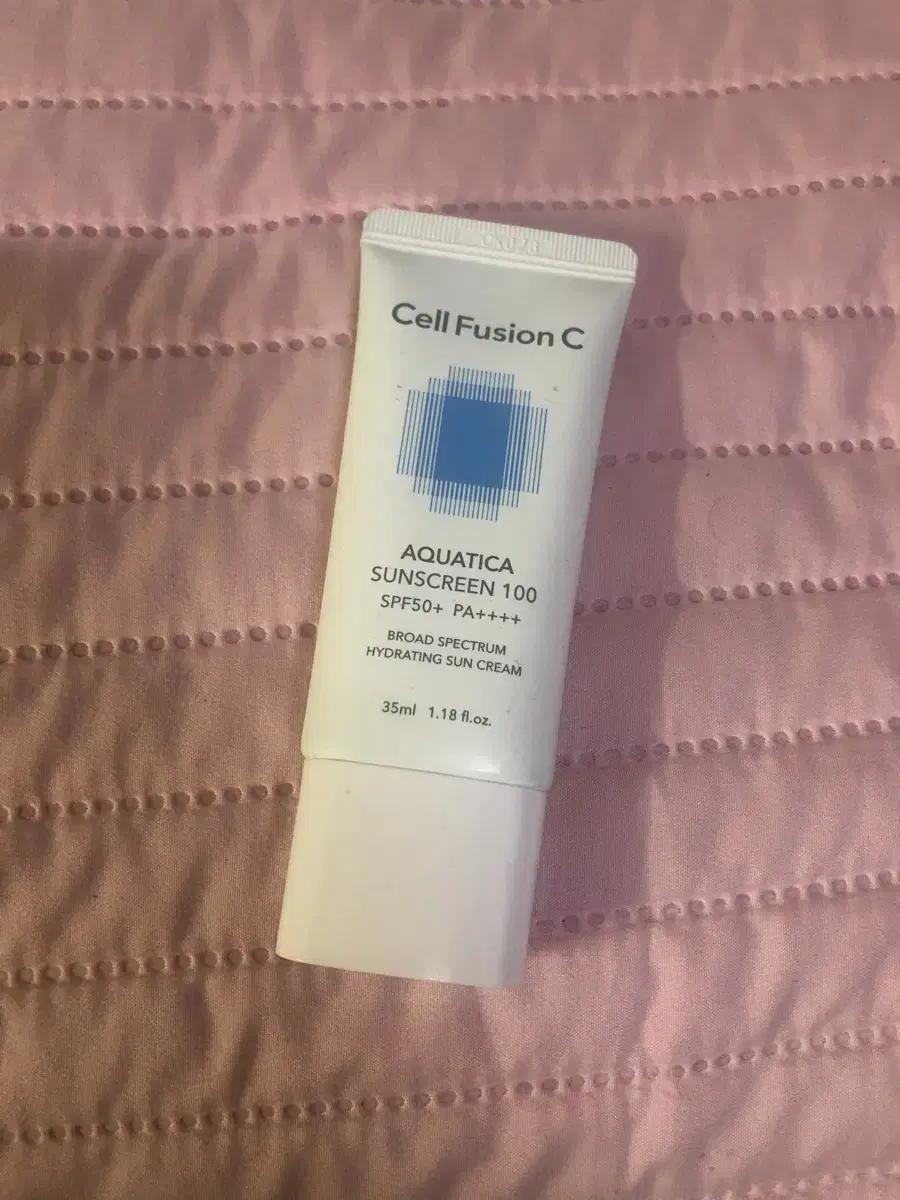 Cell Fusion C
AQUATICA
SUNSCREEN 100
SPF50+ PA++++
BROAD SPECTRUM
HYDRATING SUN CREAM
35ml 1.18 fl.oz.